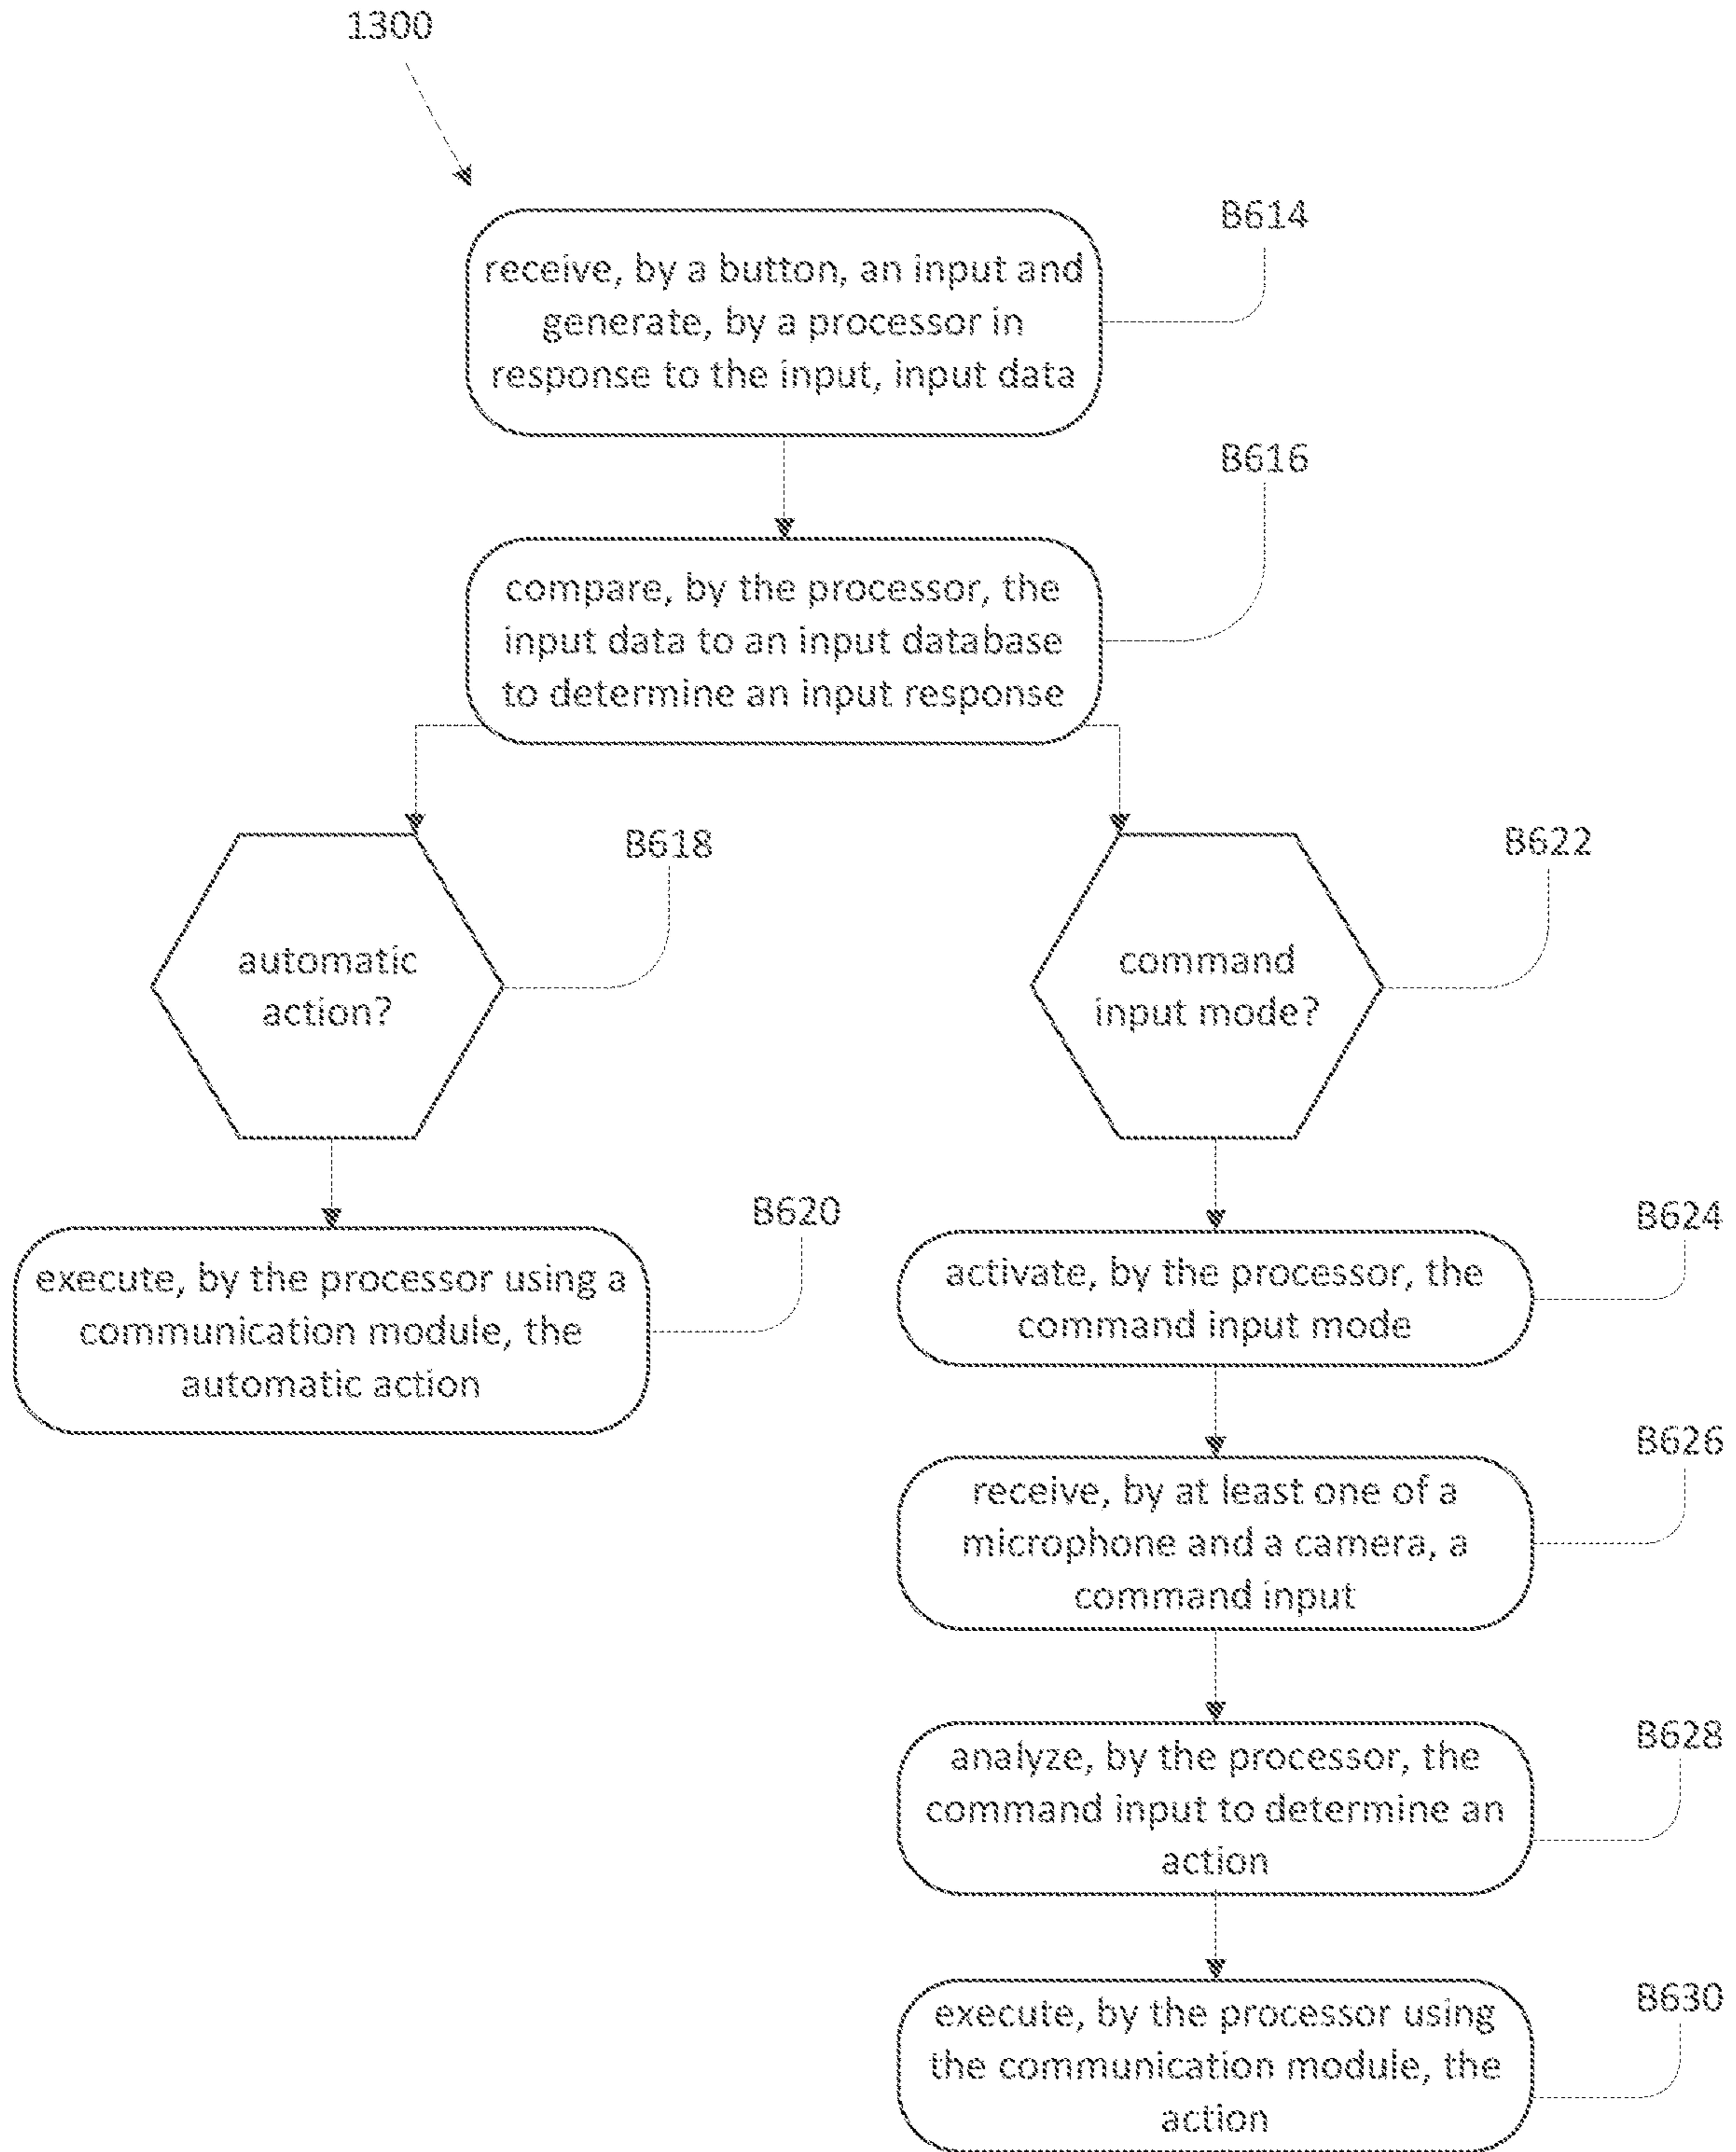 1300
B614
receive, by a button, an input and
generate, by a processor in
response to the input, input data
B616
compare, by the processor, the
input data to an input database
to determine an input response
B618
automatic
action?
B622
command
input mode?
B620
execute, by the processor using a
communication module, the
automatic action
B624
activate, by the processor, the
command input mode
B626
receive, by at least one of a
microphone and a camera, a
command input
B628
analyze, by the processor, the
command input to determine an
action
B630
execute, by the processor using
the communication module, the
action